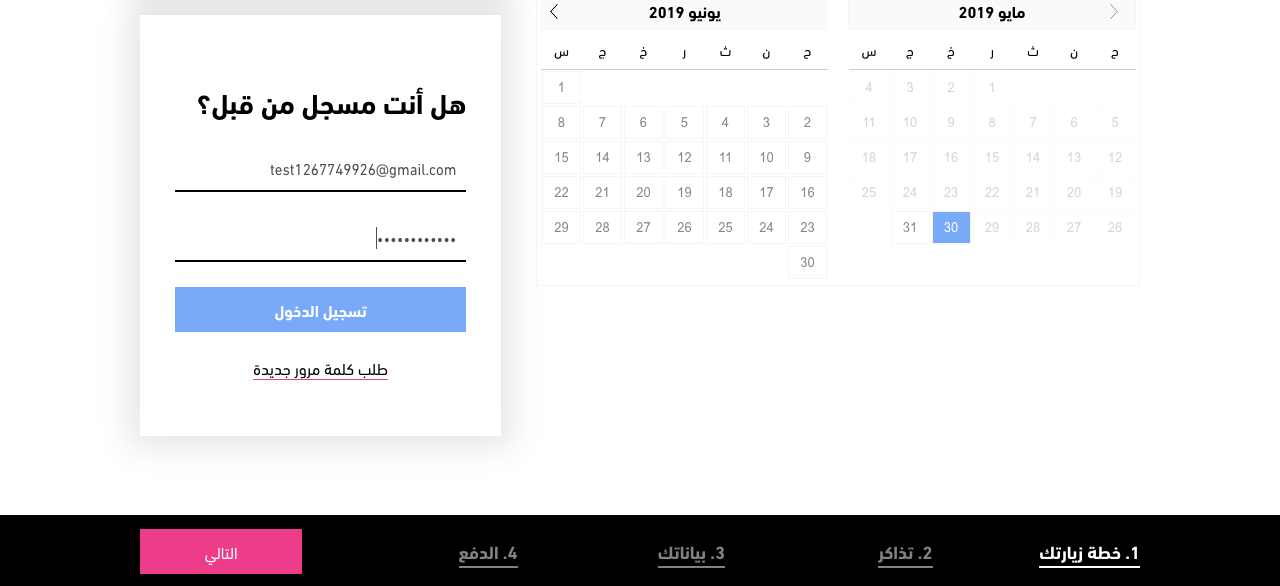 مايو 2019
ح ن ث ر خ ج س
1 2 3 4
5 6 7 8 9 10 11
12 13 14 15 16 17 18
19 20 21 22 23 24 25
26 27 28 29 30 31
يونيو 2019
ح ن ث ر خ ج س
1
2 3 4 5 6 7 8
9 10 11 12 13 14 15
16 17 18 19 20 21 22
23 24 25 26 27 28 29
30
هل أنت مسجل من قبل؟
test1267749926@gmail.com
••••••••••••
تسجيل الدخول
طلب كلمة مرور جديدة
1. خطة زيارتك
2. تذاكر
3. بياناتك
4. الدفع
التالي